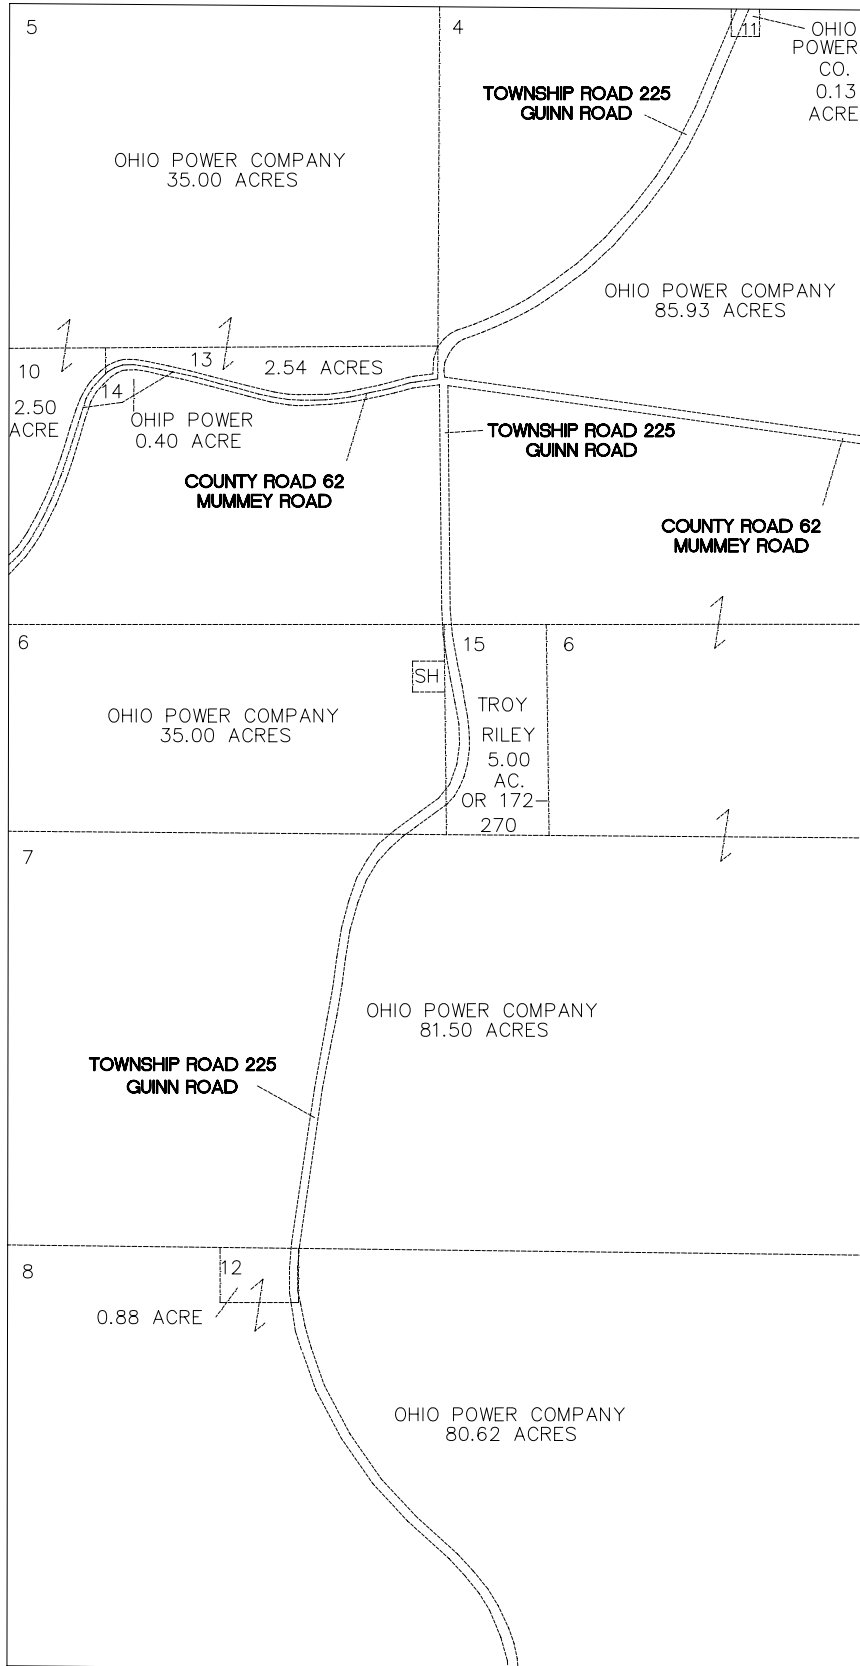 5
4
11
OHIO
POWER
CO.
0.13
ACRE
TOWNSHIP ROAD 225
GUINN ROAD
OHIO POWER COMPANY
35.00 ACRES
OHIO POWER COMPANY
85.93 ACRES
10
2.50
ACRE
13
2.54 ACRES
14
OHIP POWER
0.40 ACRE
TOWNSHIP ROAD 225
GUINN ROAD
COUNTY ROAD 62
MUMMEY ROAD
COUNTY ROAD 62
MUMMEY ROAD
6
15
6
SH
OHIO POWER COMPANY
35.00 ACRES
TROY
RILEY
5.00
AC.
OR 172-
270
7
OHIO POWER COMPANY
81.50 ACRES
TOWNSHIP ROAD 225
GUINN ROAD
8
12
0.88 ACRE
OHIO POWER COMPANY
80.62 ACRES